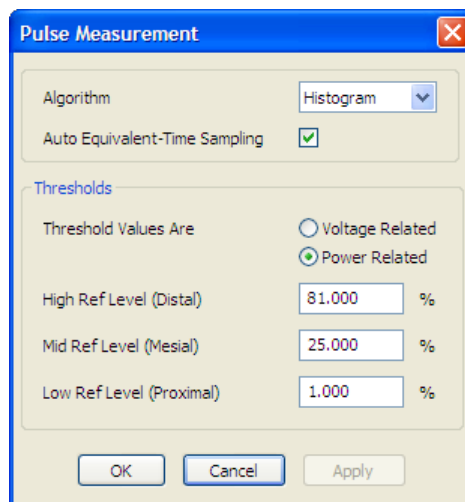 Pulse Measurement
Algorithm Histogram
Auto Equivalent-Time Sampling
Thresholds
Threshold Values Are Voltage Related
Power Related
High Ref Level (Distal) 81.000 %
Mid Ref Level (Mesial) 25.000 %
Low Ref Level (Proximal) 1.000 %
OK Cancel Apply